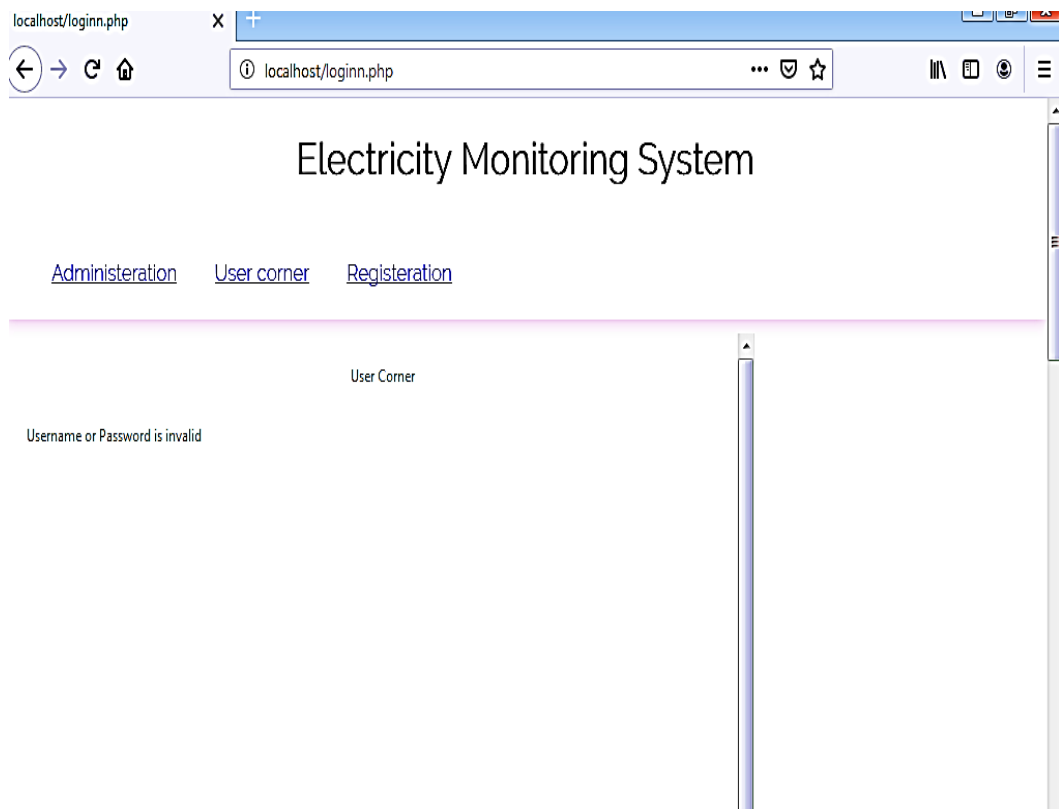 localhost/loginn.php
localhost/loginn.php
Electricity Monitoring System
Administeration User corner Registeration
User Corner
Username or Password is invalid